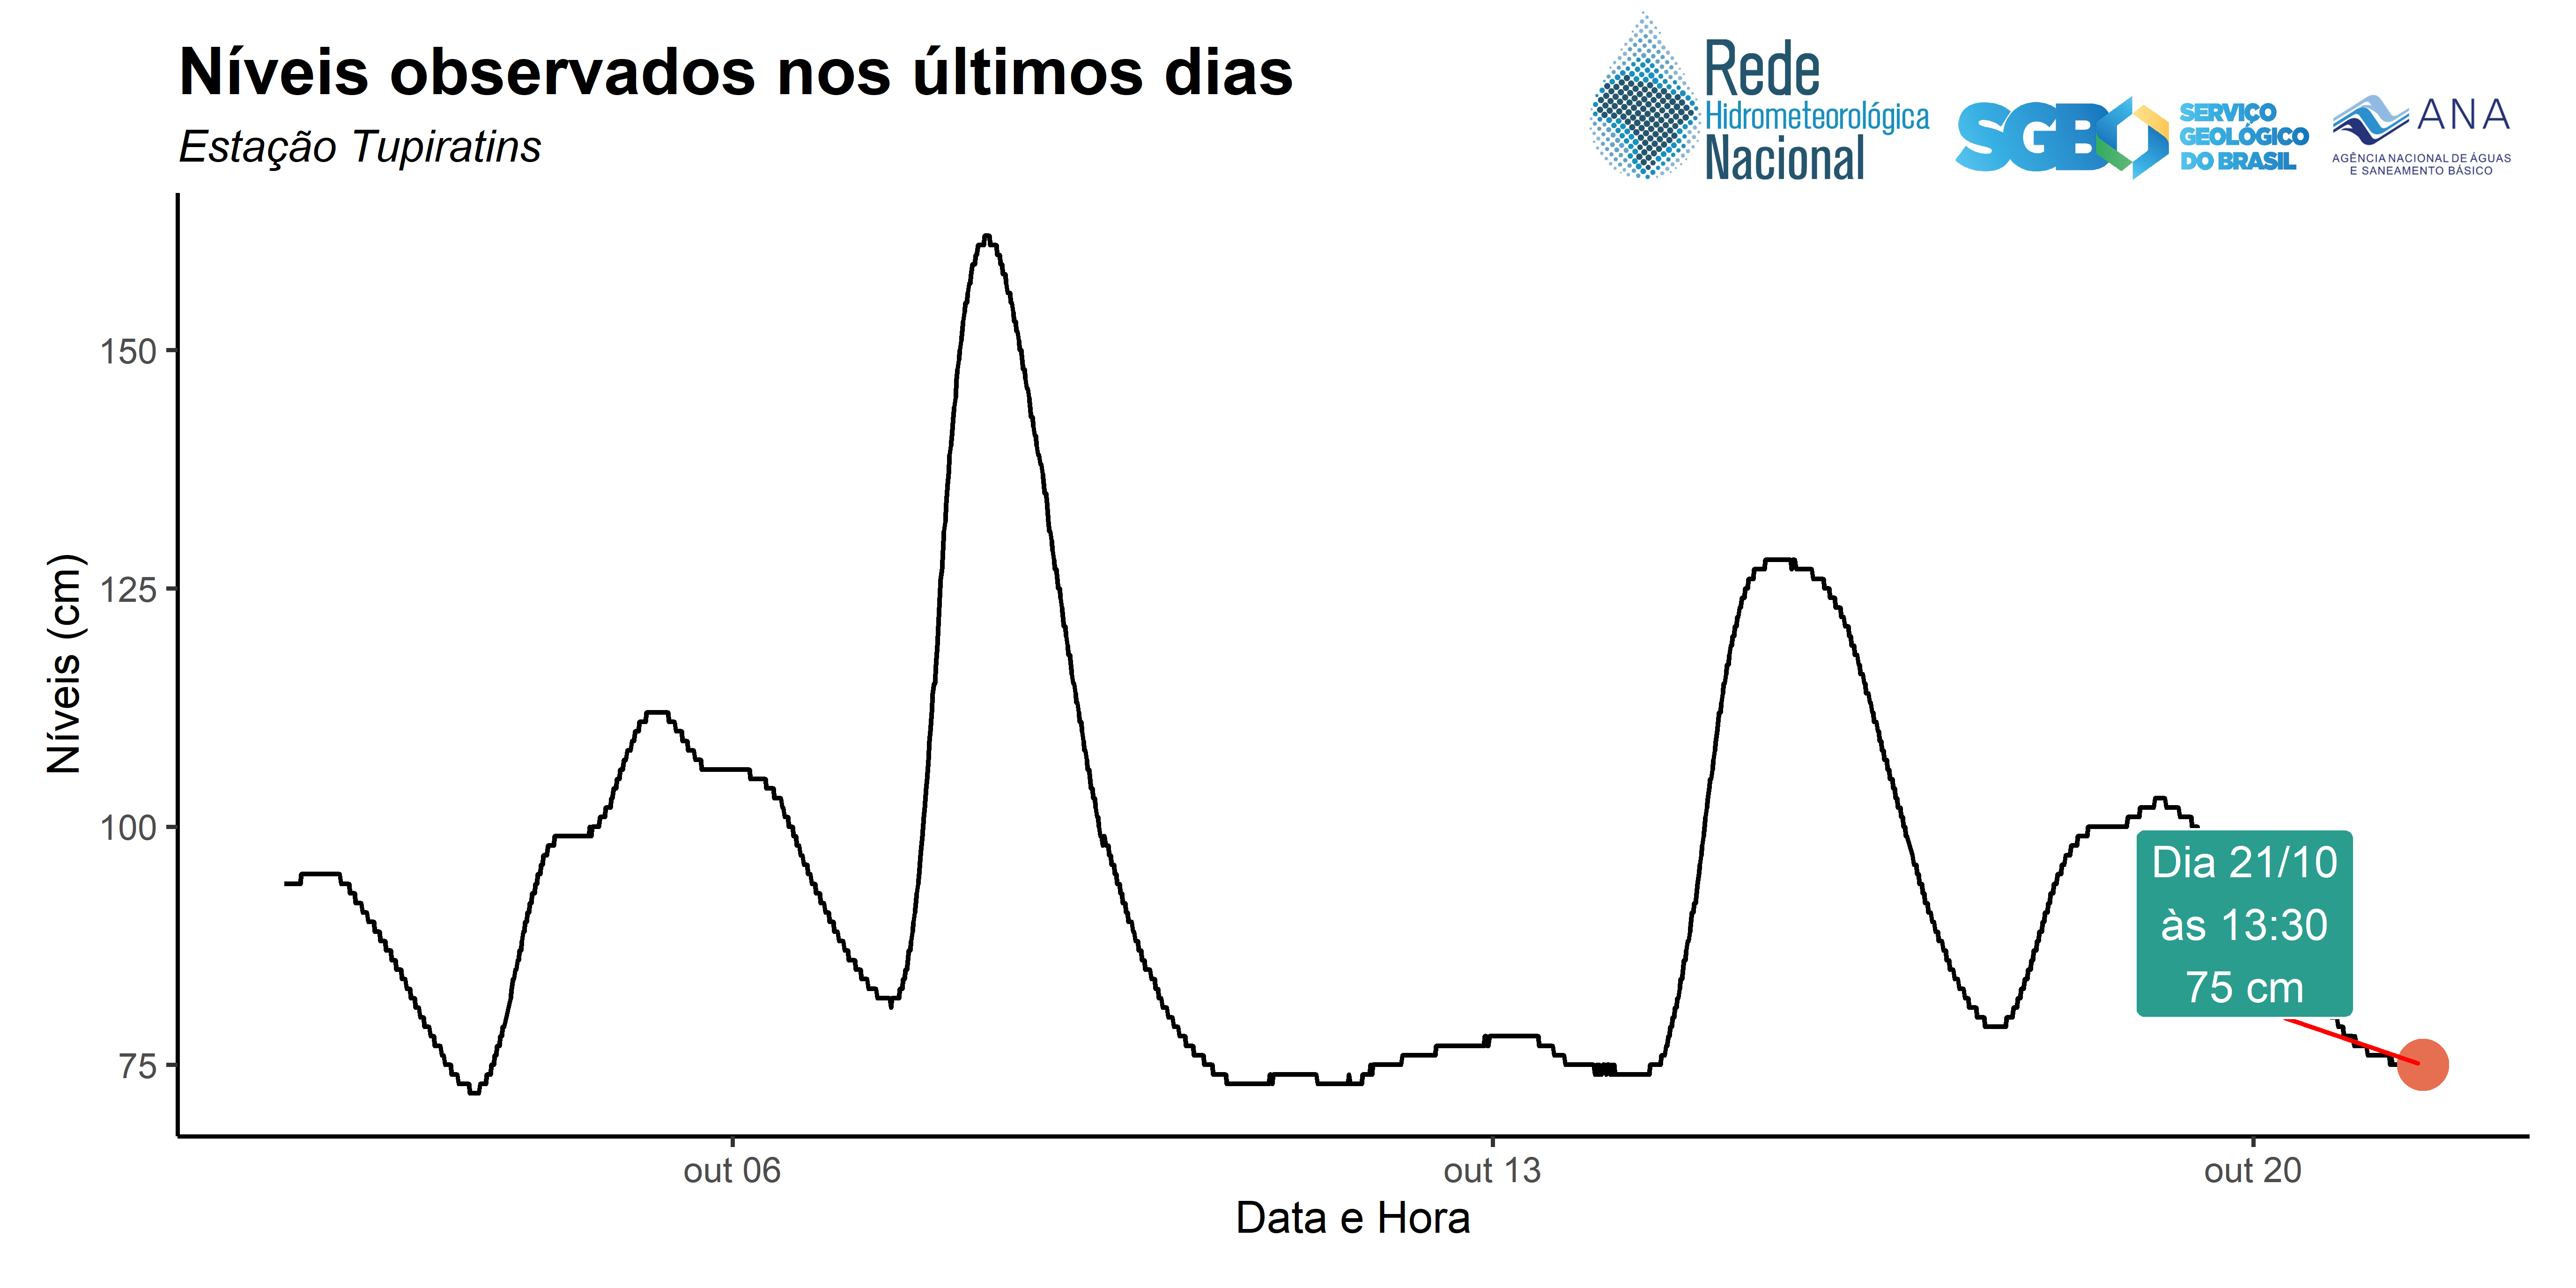 Níveis observados nos últimos dias
Estação Tupiratins
Rede
Hidrometeorológica
Nacional
SGB
SERVIÇO
GEOLÓGICO
DO BRASIL
ANA
AGÊNCIA NACIONAL DE ÁGUAS
E SANEAMENTO BÁSICO
Níveis (cm)
150
125
100
75
Dia 21/10
às 13:30
75 cm
out 06
out 13
out 20
Data e Hora